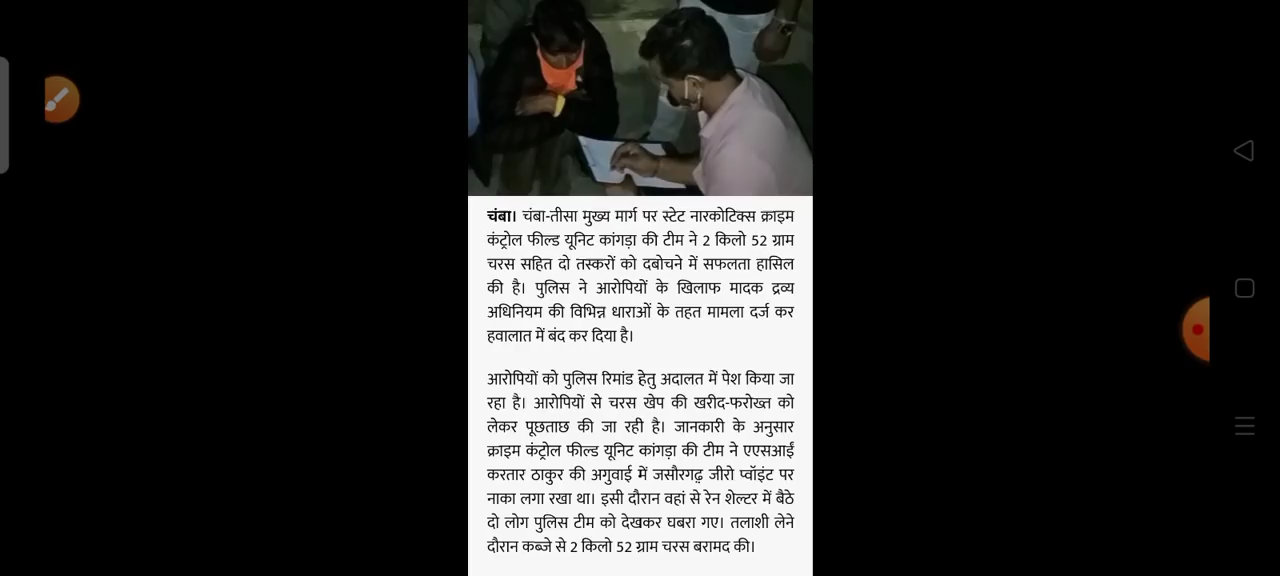 चंबा। चंबा-तीसा मुख्य मार्ग पर स्टेट नारकोटिक्स क्राइम
कंट्रोल फील्ड यूनिट कांगड़ा की टीम ने 2 किलो 52 ग्राम
चरस सहित दो तस्करों को दबोचने में सफलता हासिल
की है। पुलिस ने आरोपियों के खिलाफ मादक द्रव्य
अधिनियम की विभिन्न धाराओं के तहत मामला दर्ज कर
हवालात में बंद कर दिया है।
आरोपियों को पुलिस रिमांड हेतु अदालत में पेश किया जा
रहा है। आरोपियों से चरस खेप की खरीद-फरोख्त को
लेकर पूछताछ की जा रही है। जानकारी के अनुसार
क्राइम कंट्रोल फील्ड यूनिट कांगड़ा की टीम ने एएसआईं
करतार ठाकुर की अगुवाई में जसौरगढ़ जीरो प्वॉइंट पर
नाका लगा रखा था। इसी दौरान वहां से रेन शेल्टर में बैठे
दो लोग पुलिस टीम को देखकर घबरा गए। तलाशी लेने
दौरान कब्जे से 2 किलो 52 ग्राम चरस बरामद की।